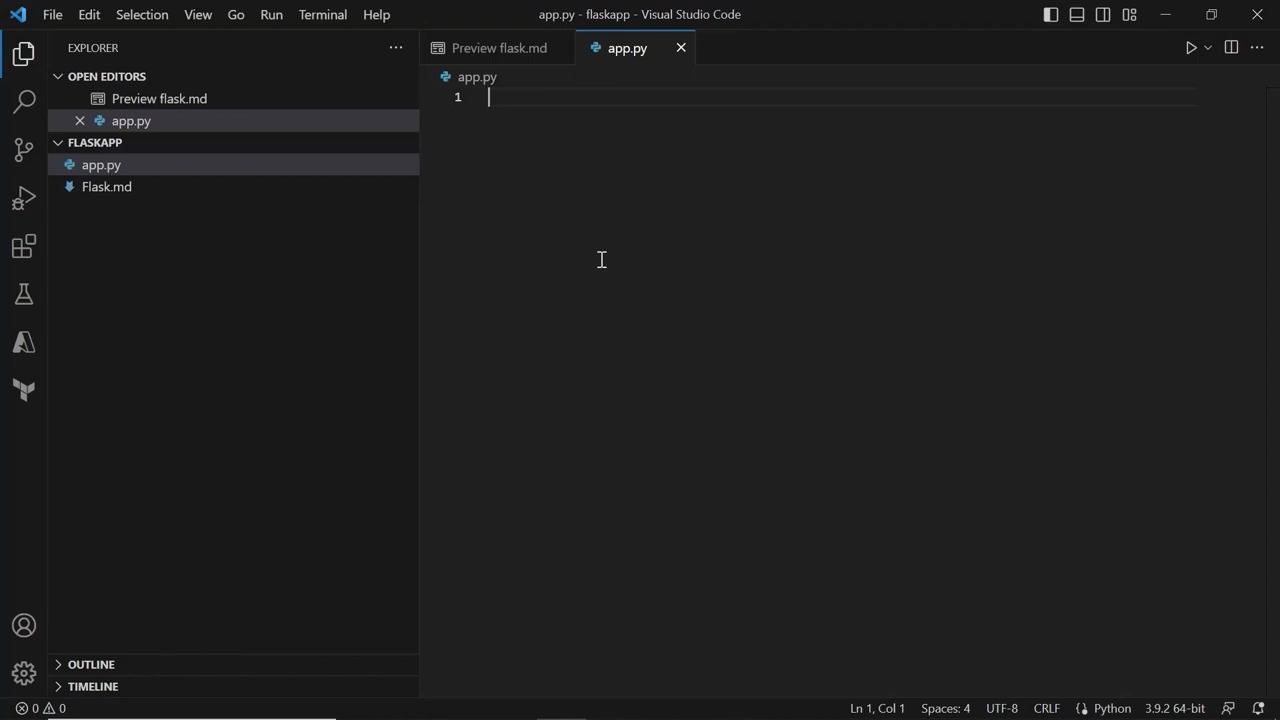 File Edit Selection View Go Run Terminal Help app.py - flaskapp - Visual Studio Code
EXPLORER
OPEN EDITORS
Preview flask.md
app.py
FLASKAPP
app.py
Flask.md
OUTLINE
TIMELINE
Preview flask.md app.py
app.py
1
0 0 Ln 1, Col 1 Spaces: 4 UTF-8 CRLF Python 3.9.2 64-bit